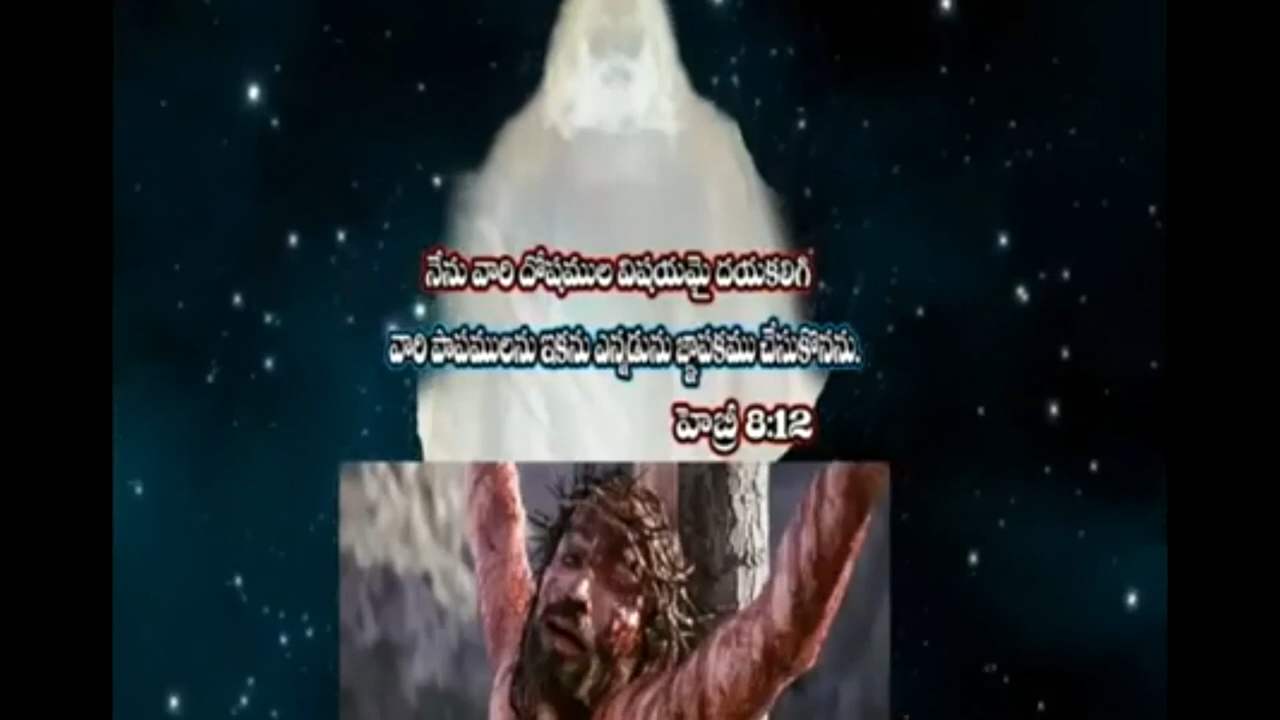 నేను వారి దోషముల విషయమై దయకలిగి
వారి పాపములను ఇకను ఎన్నడును జ్ఞాపకము చేసుకొనను.
హెబ్రీ 8:12